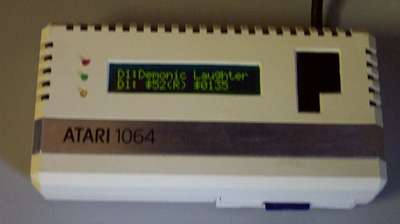 D1:Demonic Laughter
D1: $52(R) $0135
ATARI 1064